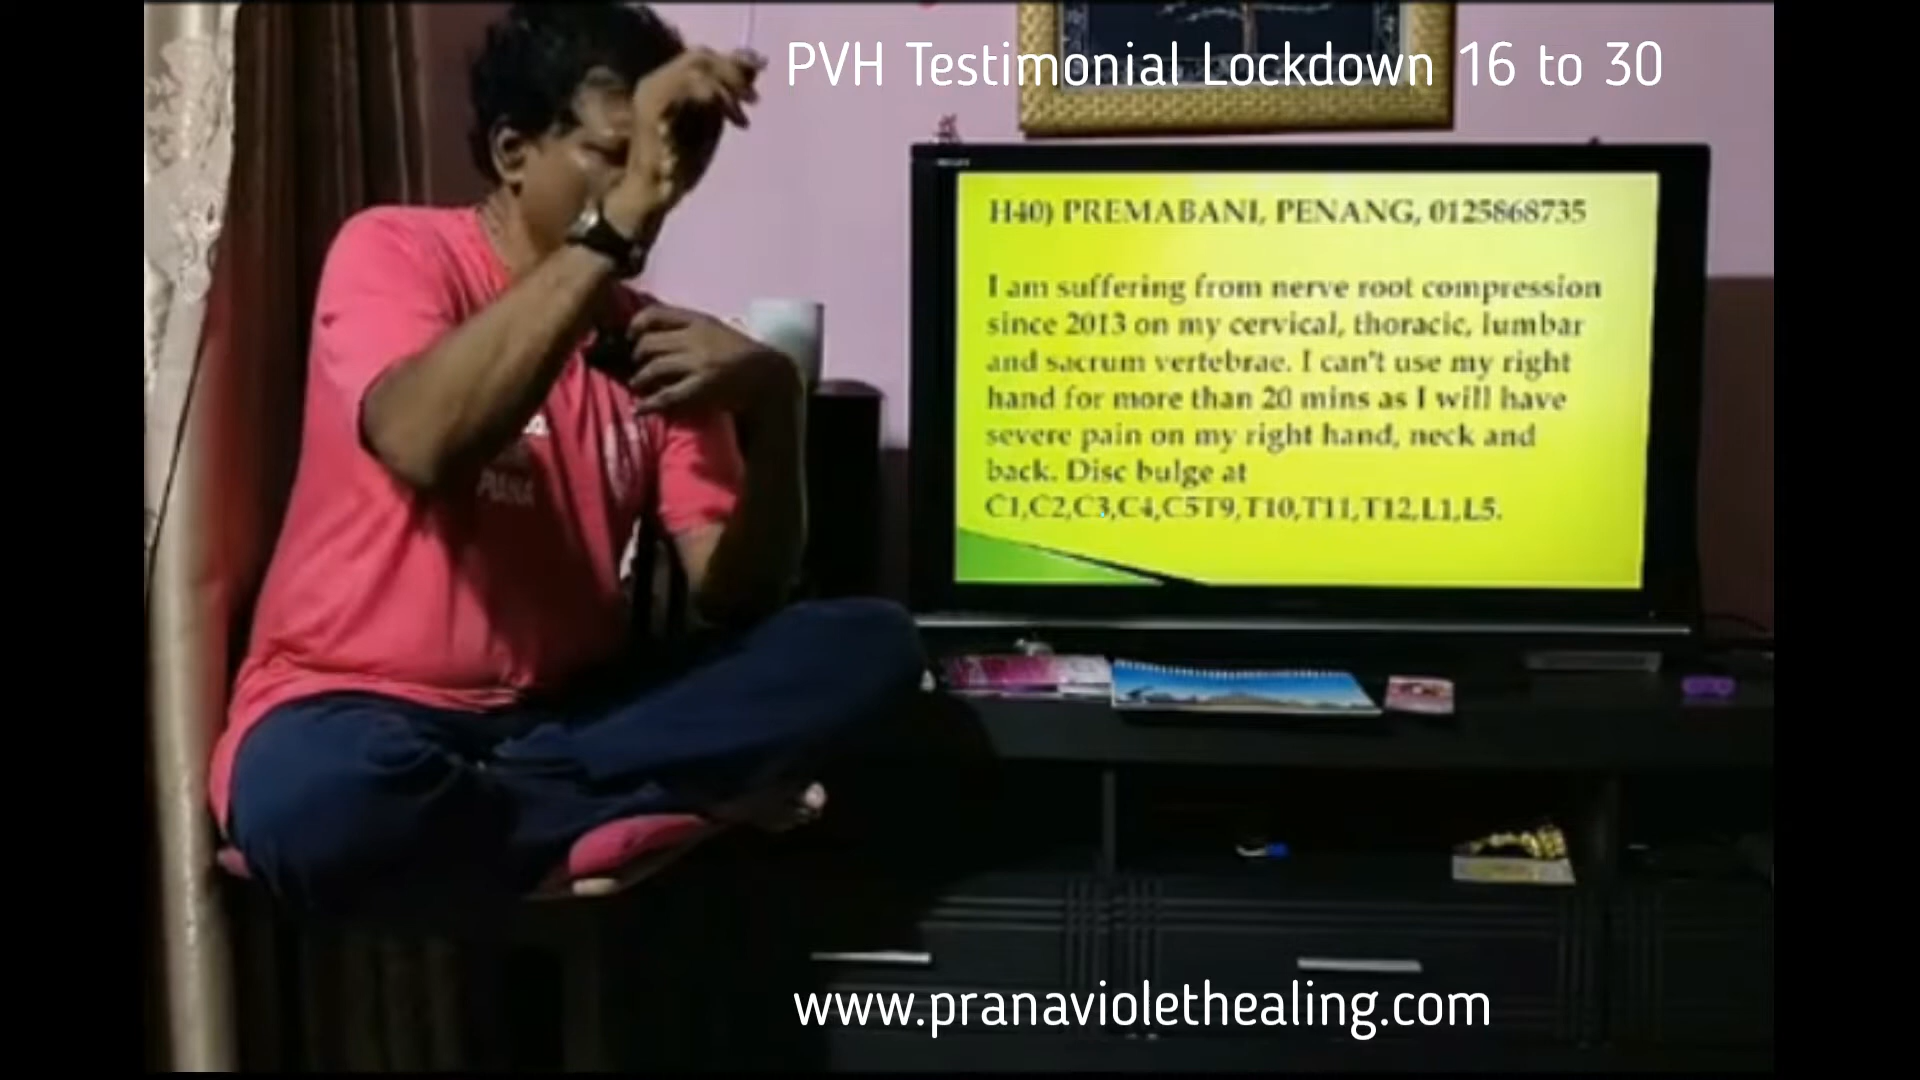 PVH Testimonial Lockdown 16 to 30
H40) PREMABANI, PENANG, 0125868735
I am suffering from nerve root compression
since 2013 on my cervical, thoracic, lumbar
and sacrum vertebrae. I can't use my right
hand for more than 20 mins as I will have
severe pain on my right hand, neck and
back. Disc bulge at
C1,C2,C3,C4,C5T9,T10,T11,T12,L1,L5.
www.pranaviolethealing.com